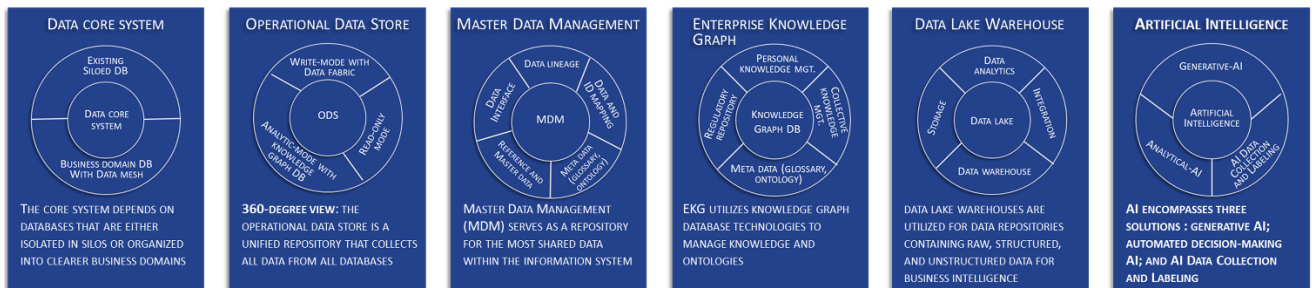 DATA CORE SYSTEM
EXISTING
SILOED DB
DATA CORE
SYSTEM
BUSINESS DOMAIN DB
WITH DATA MESH
THE CORE SYSTEM DEPENDS ON
DATABASES THAT ARE EITHER
ISOLATED IN SILOS OR ORGANIZED
INTO CLEARER BUSINESS DOMAINS
OPERATIONAL DATA STORE
WRITE-MODE WITH
DATA FABRIC
ODS
READ-ONLY
MODE
ANALYTIC-MODE WITH
KNOWLEDGE
GRAPH DB
360-DEGREE VIEW: THE
OPERATIONAL DATA STORE IS A
UNIFIED REPOSITORY THAT COLLECTS
ALL DATA FROM ALL DATABASES
MASTER DATA MANAGEMENT
DATA LINEAGE
DATA INTERFACE
DATA AND
ID MAPPING
MDM
REFERENCE AND
MASTER DATA
META DATA
(GLOSSARY,
ONTOLOGY)
MASTER DATA MANAGEMENT
(MDM) SERVES AS A REPOSITORY
FOR THE MOST SHARED DATA
WITHIN THE INFORMATION SYSTEM
ENTERPRISE KNOWLEDGE
GRAPH
PERSONAL
KNOWLEDGE MGT.
REGULATORY
REPOSITORY
KNOWLEDGE
GRAPH DB
COLLECTIVE
KNOWLEDGE
MGT.
META DATA (GLOSSARY,
ONTOLOGY)
EKG UTILIZES KNOWLEDGE GRAPH
DATABASE TECHNOLOGIES TO
MANAGE KNOWLEDGE AND
ONTOLOGIES
DATA LAKE WAREHOUSE
DATA
ANALYTICS
STORAGE
DATA LAKE
INTEGRATION
DATA WAREHOUSE
DATA LAKE WAREHOUSES ARE
UTILIZED FOR DATA REPOSITORIES
CONTAINING RAW, STRUCTURED,
AND UNSTRUCTURED DATA FOR
BUSINESS INTELLIGENCE
ARTIFICIAL INTELLIGENCE
GENERATIVE-AI
ARTIFICIAL
INTELLIGENCE
ANALYTICAL-AI
AI DATA
COLLECTION
AND LABELING
AI ENCOMPASSES THREE
SOLUTIONS : GENERATIVE AI;
AUTOMATED DECISION-MAKING
AI; AND AI DATA COLLECTION
AND LABELING